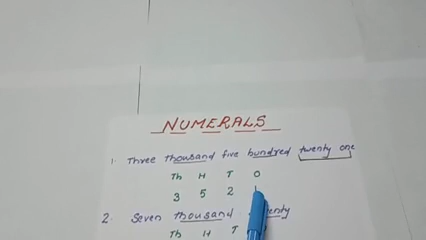 NUMERALS
1. Three thousand five hundred twenty one
Th H T O
3 5 2 1
2. Seven thousand
Th H T